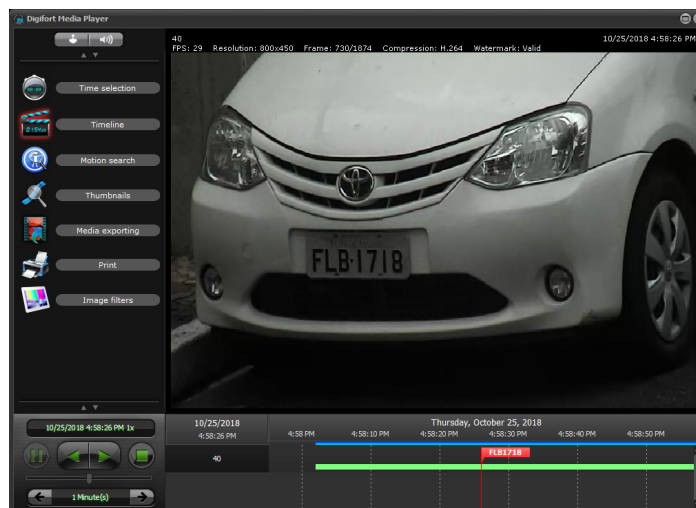 Digifort Media Player
40
10/25/2018 4:58:26 PM
FPS: 29 Resolution: 800x450 Frame: 730/1874 Compression: H.264 Watermark: Valid
Time selection
Timeline
Motion search
Thumbnails
Media exporting
Print
Image filters
FLB·1718
10/25/2018 4:58:26 PM 1x
1 Minute(s)
10/25/2018
4:58:26 PM
Thursday, October 25, 2018
4:58 PM 4:58:10 PM 4:58:20 PM 4:58:30 PM 4:58:40 PM 4:58:50 PM
40
FLB1718